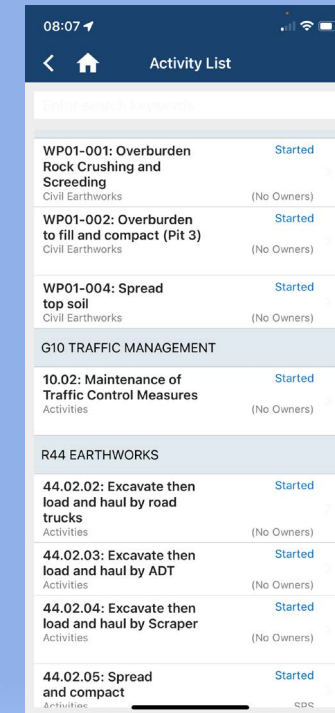 08:07
Activity List
Enter search keywords
WP01-001: Overburden
Rock Crushing and
Screeding
Started
Civil Earthworks
(No Owners)
WP01-002: Overburden
to fill and compact (Pit 3)
Started
Civil Earthworks
(No Owners)
WP01-004: Spread
top soil
Started
Civil Earthworks
(No Owners)
G10 TRAFFIC MANAGEMENT
10.02: Maintenance of
Traffic Control Measures
Started
Activities
(No Owners)
R44 EARTHWORKS
44.02.02: Excavate then
load and haul by road
trucks
Started
Activities
(No Owners)
44.02.03: Excavate then
load and haul by ADT
Started
Activities
(No Owners)
44.02.04: Excavate then
load and haul by Scraper
Started
Activities
(No Owners)
44.02.05: Spread
and compact
Started
Activities
SPS